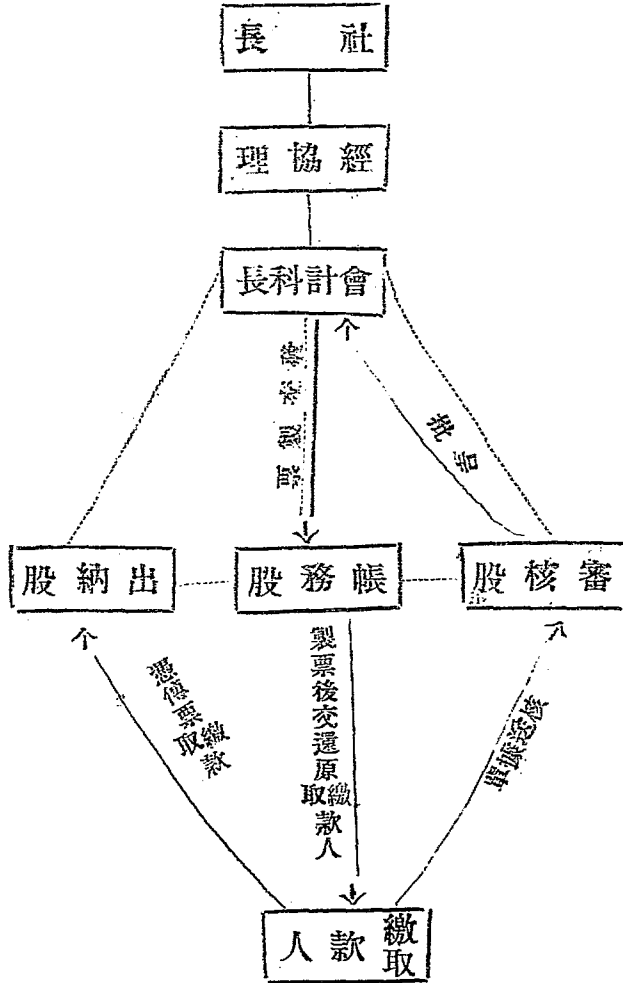 社長
經協理
會計科長
審核股
帳務股
出納股
單據送核
製票後交還原繳取款人
憑傳票繳取款
繳取款人